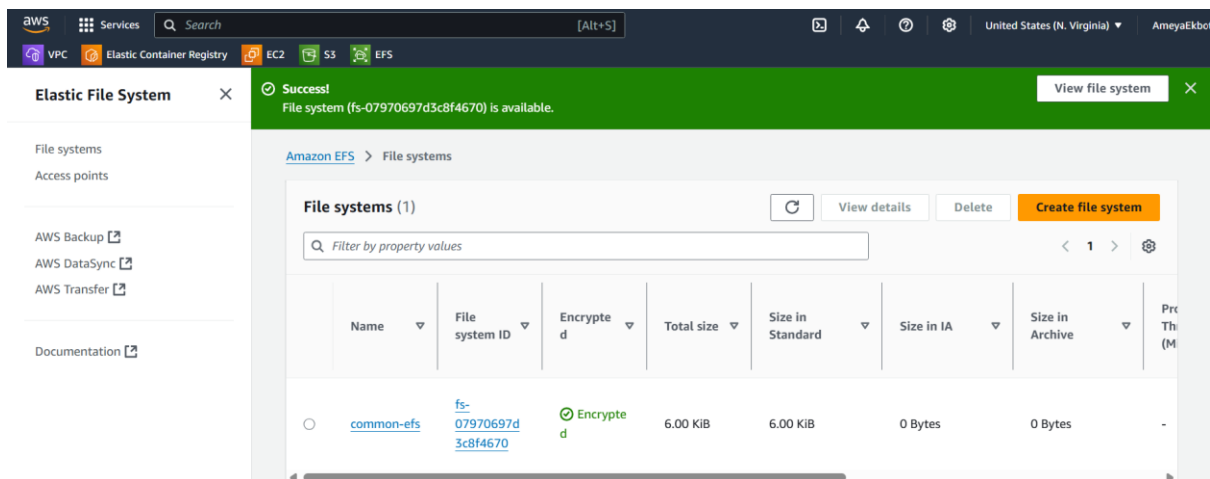 aws
Services
Search
[Alt+S]
United States (N. Virginia)
AmeyaEkbot
VPC
Elastic Container Registry
EC2
S3
EFS
Elastic File System
File systems
Access points
AWS Backup
AWS DataSync
AWS Transfer
Documentation
Success!
File system (fs-07970697d3c8f4670) is available.
View file system
Amazon EFS > File systems
File systems (1)
View details
Delete
Create file system
Filter by property values
1
Name
File
system ID
Encrypte
d
Total size
Size in
Standard
Size in IA
Size in
Archive
Pro
Thr
(M
common-efs
fs-
07970697d
3c8f4670
Encrypte
d
6.00 KiB
6.00 KiB
0 Bytes
0 Bytes
-